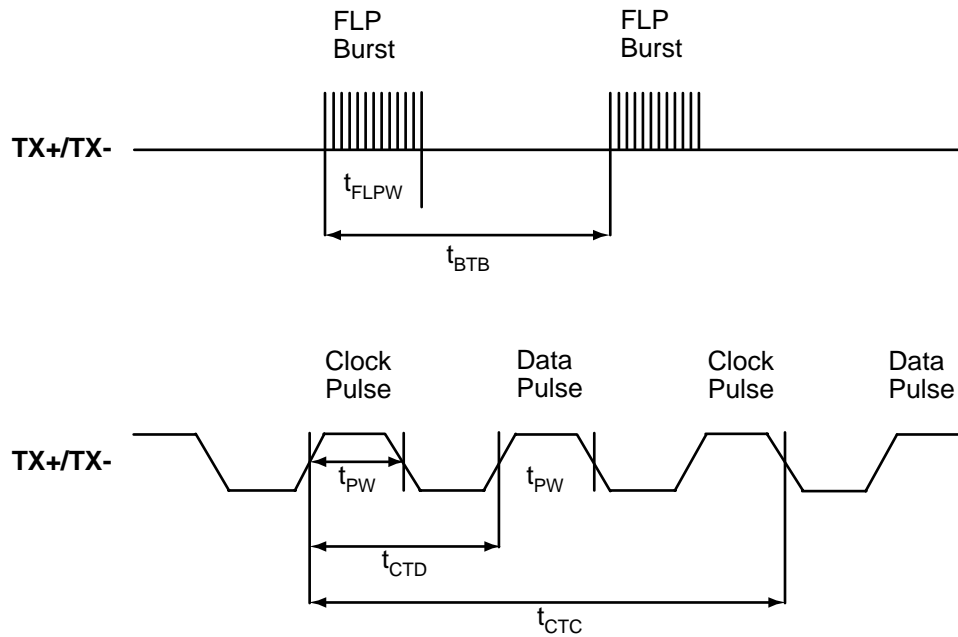 FLP
Burst
FLP
Burst
TX+/TX-
tFLPW
tBTB
Clock
Pulse
Data
Pulse
Clock
Pulse
Data
Pulse
TX+/TX-
tPW
tPW
tCTD
tCTC